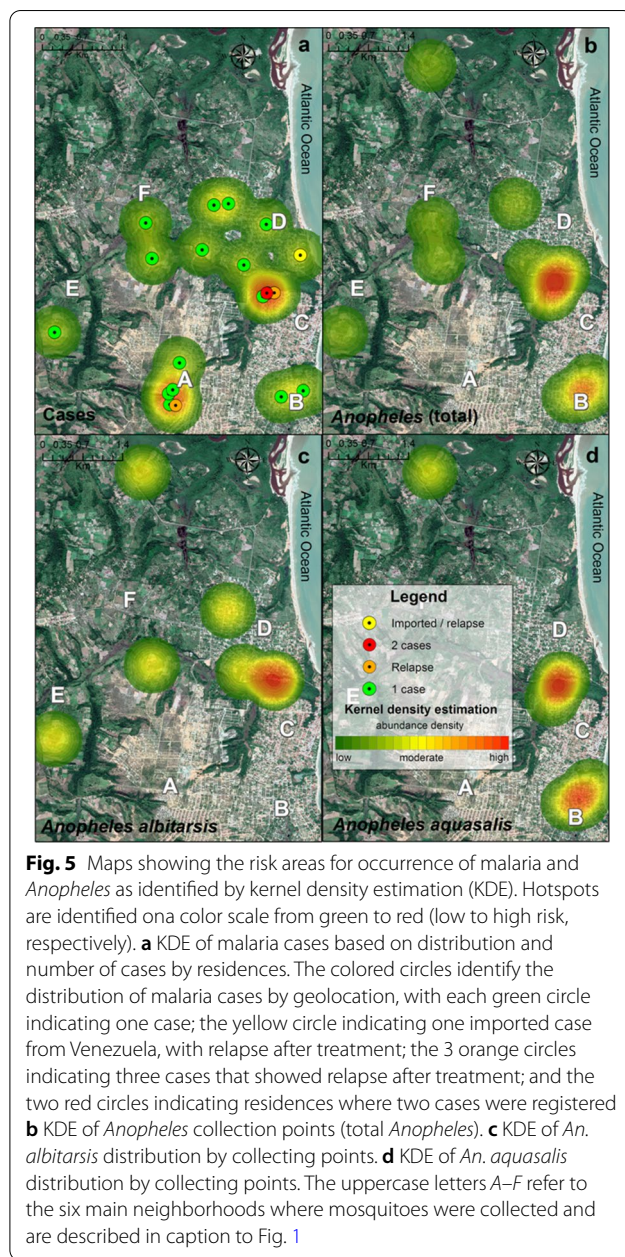 0 0.35 0.7 1.4
Km
a
Atlantic Ocean
F
D
E
C
A
B
Cases
0 0.35 0.7 1.4
Km
b
Atlantic Ocean
F
D
E
C
A
B
Anopheles (total)
0 0.35 0.7 1.4
Km
c
Atlantic Ocean
F
D
E
C
A
B
Anopheles albitarsis
0 0.35 0.7 1.4
Km
d
Atlantic Ocean
Legend
Imported / relapse
2 cases
Relapse
1 case
Kernel density estimation
abundance density
low moderate high
D
E
C
A
B
Anopheles aquasalis
Fig. 5 Maps showing the risk areas for occurrence of malaria and
Anopheles as identified by kernel density estimation (KDE). Hotspots
are identified ona color scale from green to red (low to high risk,
respectively). a KDE of malaria cases based on distribution and
number of cases by residences. The colored circles identify the
distribution of malaria cases by geolocation, with each green circle
indicating one case; the yellow circle indicating one imported case
from Venezuela, with relapse after treatment; the 3 orange circles
indicating three cases that showed relapse after treatment; and the
two red circles indicating residences where two cases were registered
b KDE of Anopheles collection points (total Anopheles). c KDE of An.
albitarsis distribution by collecting points. d KDE of An. aquasalis
distribution by collecting points. The uppercase letters A–F refer to
the six main neighborhoods where mosquitoes were collected and
are described in caption to Fig. 1